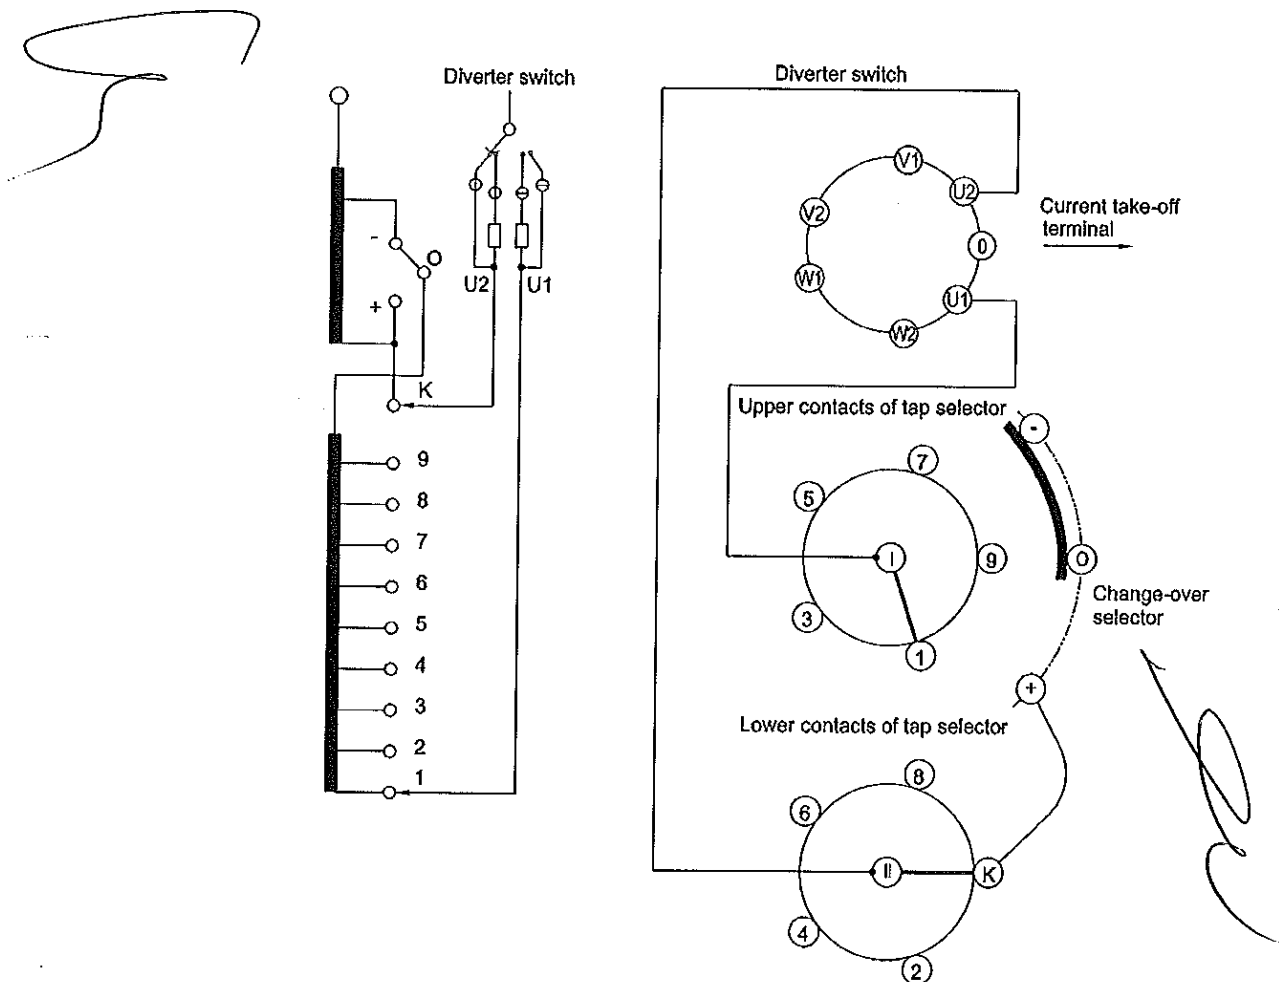 Diverter switch
-
O
+
U2
U1
K
9
8
7
6
5
4
3
2
1
Diverter switch
V1
U2
V2
0
W1
U1
W2
Current take-off
terminal
Upper contacts of tap selector
-
7
5
I
9
O
3
1
Change-over
selector
+
Lower contacts of tap selector
8
6
II
K
4
2